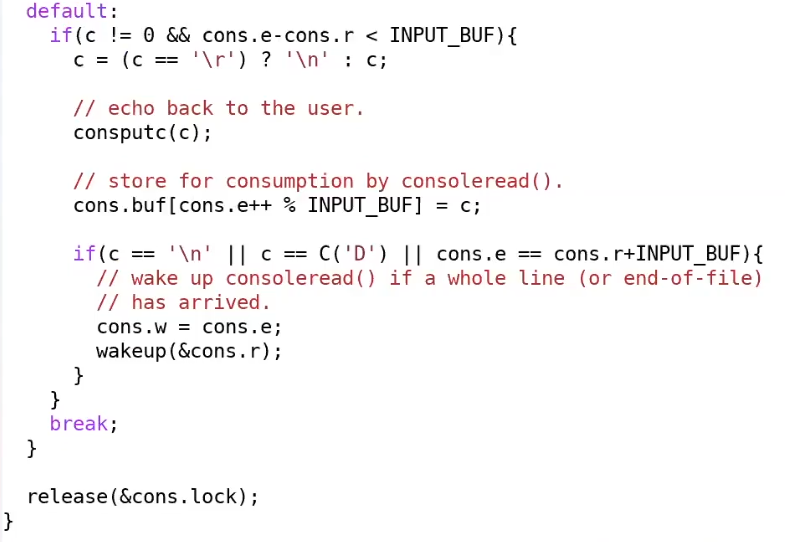 default:
if(c != 0 && cons.e-cons.r < INPUT_BUF){
c = (c == '\r') ? '\n' : c;
// echo back to the user.
consputc(c);
// store for consumption by consoleread().
cons.buf[cons.e++ % INPUT_BUF] = c;
if(c == '\n' || c == C('D') || cons.e == cons.r+INPUT_BUF){
// wake up consoleread() if a whole line (or end-of-file)
// has arrived.
cons.w = cons.e;
wakeup(&cons.r);
}
}
break;
}
release(&cons.lock);
}